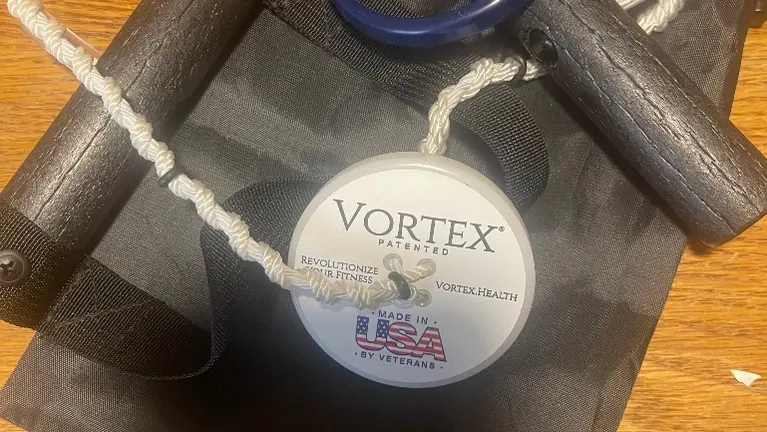 VORTEX®
PATENTED
REVOLUTIONIZE
YOUR FITNESS
VORTEX.HEALTH
· MADE IN ·
USA
· BY VETERANS ·